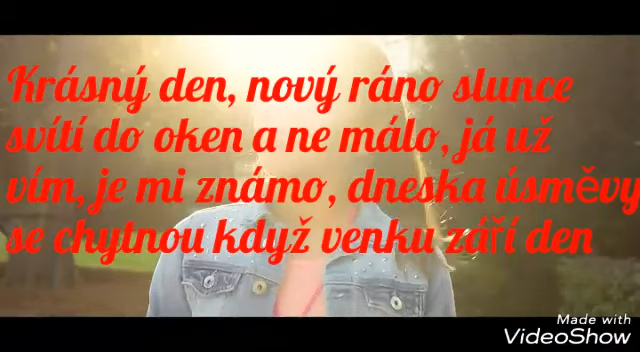 Krásný den, nový ráno slunce
svítí do oken a ne málo, já už
vím, je mi známo, dneska úsměvy
se chytnou když venku září den
Made with
VideoShow